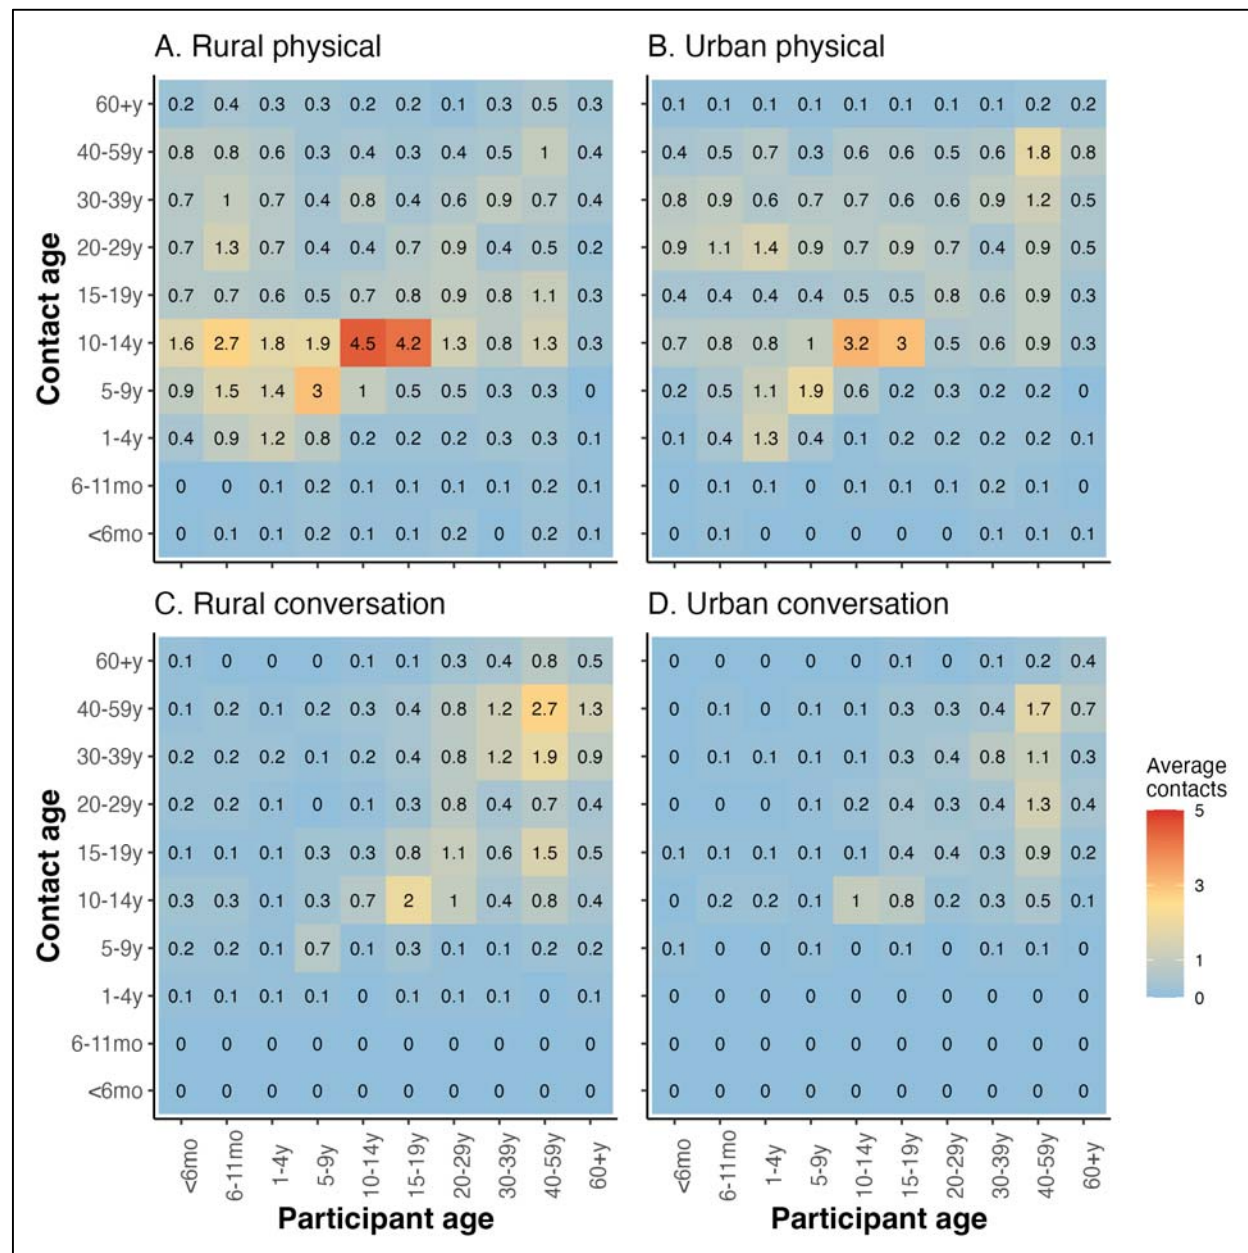 A. Rural physical
B. Urban physical
Contact age
60+y 0.2 0.4 0.3 0.3 0.2 0.2 0.1 0.3 0.5 0.3 0.1 0.1 0.1 0.1 0.1 0.1 0.1 0.1 0.2 0.2
40-59y 0.8 0.8 0.6 0.3 0.4 0.3 0.4 0.5 1 0.4 0.4 0.5 0.7 0.3 0.6 0.6 0.5 0.6 1.8 0.8
30-39y 0.7 1 0.7 0.4 0.8 0.4 0.6 0.9 0.7 0.4 0.8 0.9 0.6 0.7 0.7 0.6 0.6 0.9 1.2 0.5
20-29y 0.7 1.3 0.7 0.4 0.4 0.7 0.9 0.4 0.5 0.2 0.9 1.1 1.4 0.9 0.7 0.9 0.7 0.4 0.9 0.5
15-19y 0.7 0.7 0.6 0.5 0.7 0.8 0.9 0.8 1.1 0.3 0.4 0.4 0.4 0.4 0.5 0.5 0.8 0.6 0.9 0.3
10-14y 1.6 2.7 1.8 1.9 4.5 4.2 1.3 0.8 1.3 0.3 0.7 0.8 0.8 1 3.2 3 0.5 0.6 0.9 0.3
5-9y 0.9 1.5 1.4 3 1 0.5 0.5 0.3 0.3 0 0.2 0.5 1.1 1.9 0.6 0.2 0.3 0.2 0.2 0
1-4y 0.4 0.9 1.2 0.8 0.2 0.2 0.2 0.3 0.3 0.1 0.1 0.4 1.3 0.4 0.1 0.2 0.2 0.2 0.2 0.1
6-11mo 0 0 0.1 0.2 0.1 0.1 0.1 0.1 0.2 0.1 0 0.1 0.1 0 0.1 0.1 0.1 0.2 0.1 0
<6mo 0 0.1 0.1 0.2 0.1 0.1 0.2 0 0.2 0.1 0 0.1 0 0 0 0 0 0.1 0.1 0.1
C. Rural conversation
D. Urban conversation
Contact age
60+y 0.1 0 0 0 0.1 0.1 0.3 0.4 0.8 0.5 0 0 0 0 0 0.1 0 0.1 0.2 0.4
40-59y 0.1 0.2 0.1 0.2 0.3 0.4 0.8 1.2 2.7 1.3 0 0.1 0 0.1 0.1 0.3 0.3 0.4 1.7 0.7
30-39y 0.2 0.2 0.2 0.1 0.2 0.4 0.8 1.2 1.9 0.9 0 0.1 0.1 0.1 0.1 0.3 0.4 0.8 1.1 0.3
20-29y 0.2 0.2 0.1 0 0.1 0.3 0.8 0.4 0.7 0.4 0 0 0 0.1 0.2 0.4 0.3 0.4 1.3 0.4
15-19y 0.1 0.1 0.1 0.3 0.3 0.8 1.1 0.6 1.5 0.5 0.1 0.1 0.1 0.1 0.1 0.4 0.4 0.3 0.9 0.2
10-14y 0.3 0.3 0.1 0.3 0.7 2 1 0.4 0.8 0.4 0 0.2 0.2 0.1 1 0.8 0.2 0.3 0.5 0.1
5-9y 0.2 0.2 0.1 0.7 0.1 0.3 0.1 0.1 0.2 0.2 0.1 0 0 0.1 0 0.1 0 0.1 0.1 0
1-4y 0.1 0.1 0.1 0.1 0 0.1 0.1 0.1 0 0.1 0 0 0 0 0 0 0 0 0 0
6-11mo 0 0 0 0 0 0 0 0 0 0 0 0 0 0 0 0 0 0 0 0
<6mo 0 0 0 0 0 0 0 0 0 0 0 0 0 0 0 0 0 0 0 0
<6mo 6-11mo 1-4y 5-9y 10-14y 15-19y 20-29y 30-39y 40-59y 60+y <6mo 6-11mo 1-4y 5-9y 10-14y 15-19y 20-29y 30-39y 40-59y 60+y
Participant age
Participant age
Average
contacts
5
3
1
0